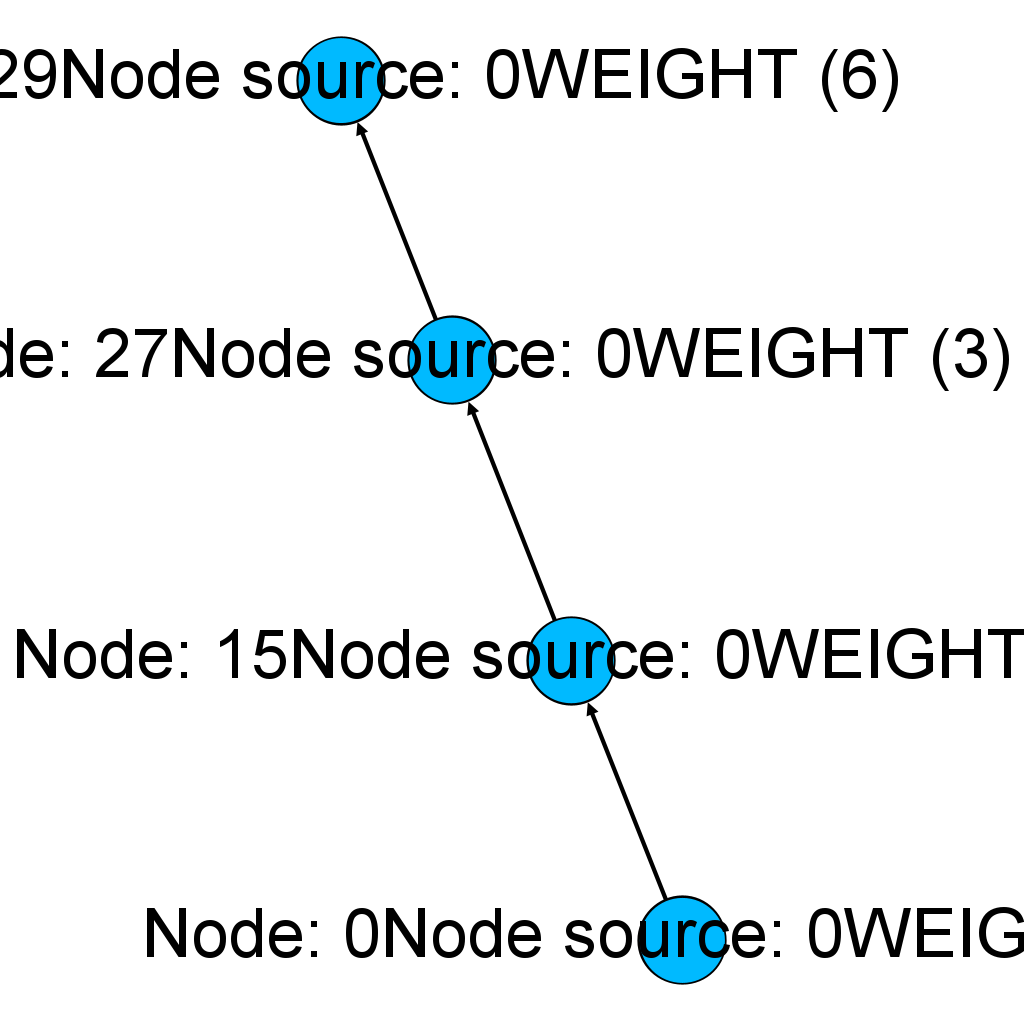 29Node source: 0WEIGHT (6)
de: 27Node source: 0WEIGHT (3)
Node: 15Node source: 0WEIGHT
Node: 0Node source: 0WEIG